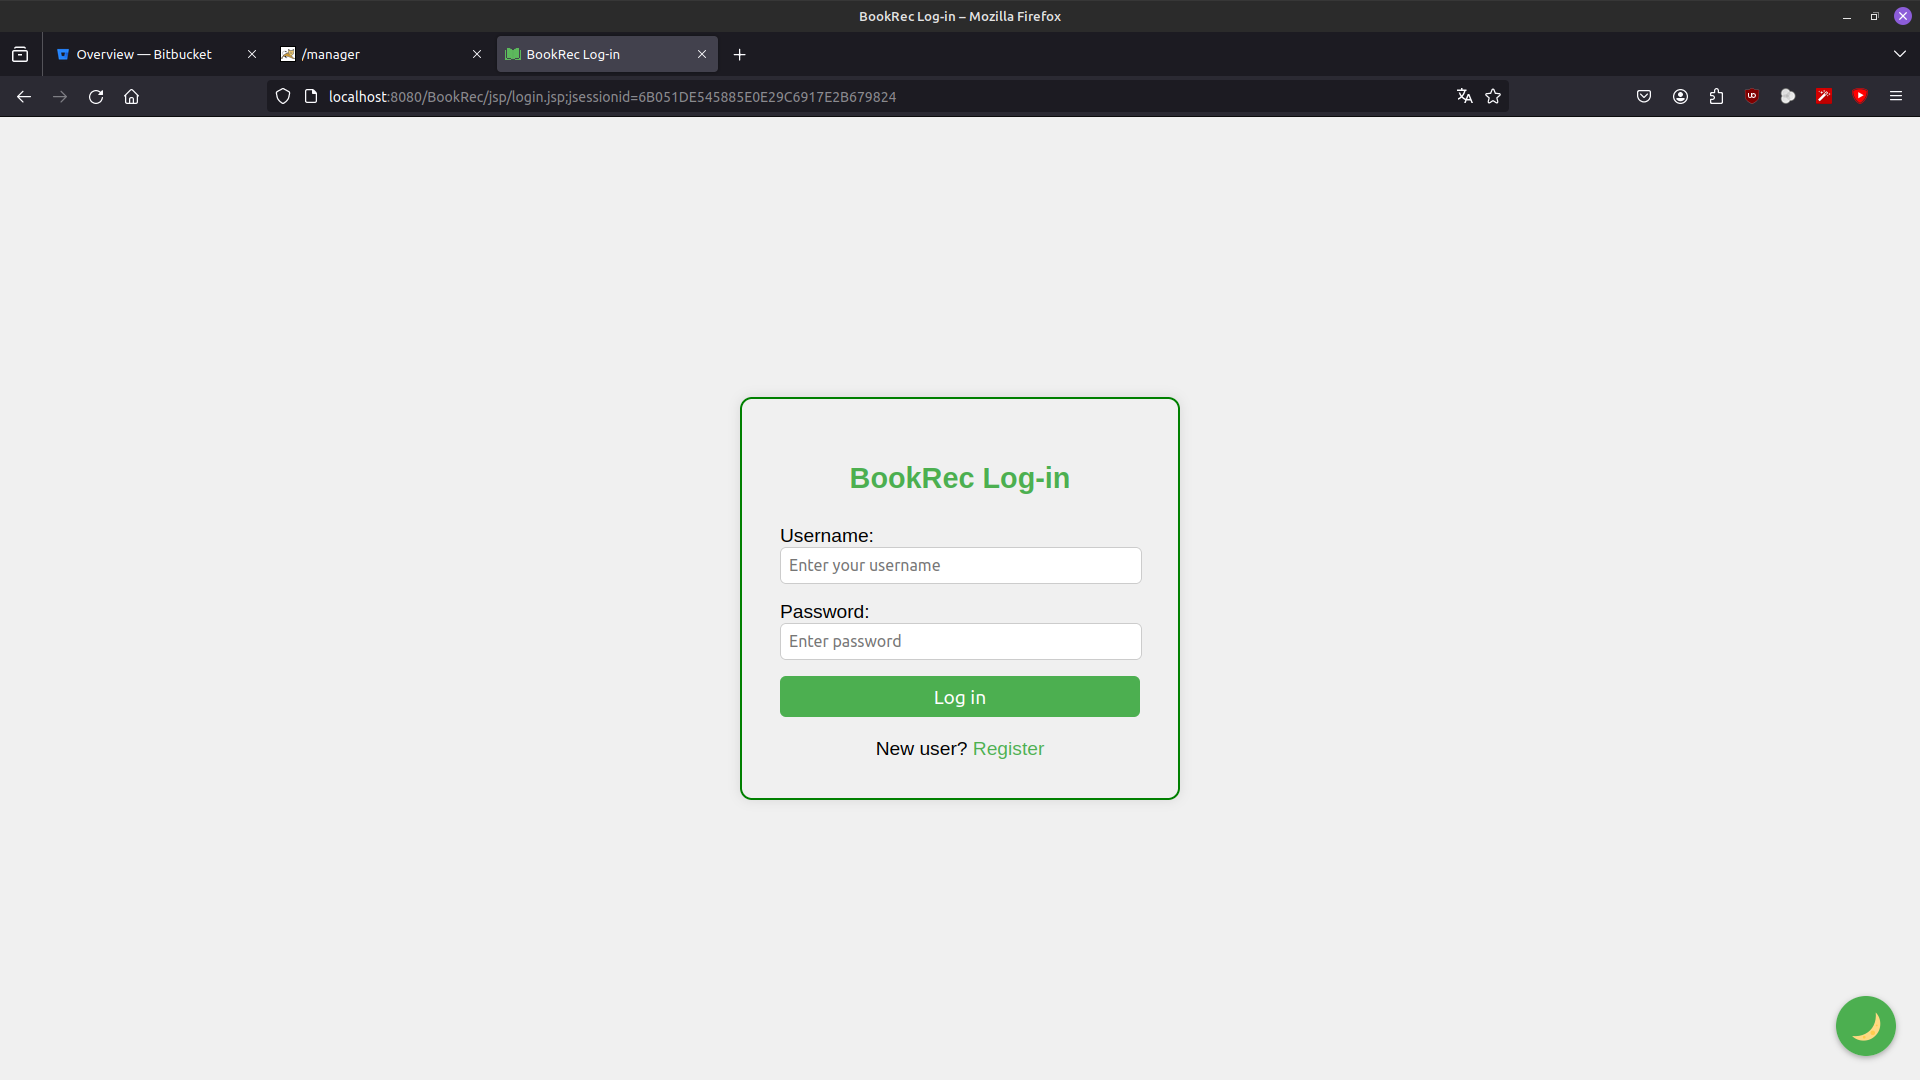 BookRec Log-in – Mozilla Firefox
Overview — Bitbucket
/manager
BookRec Log-in
localhost:8080/BookRec/jsp/login.jsp;jsessionid=6B051DE545885E0E29C6917E2B679824
BookRec Log-in
Username:
Enter your username
Password:
Enter password
Log in
New user? Register